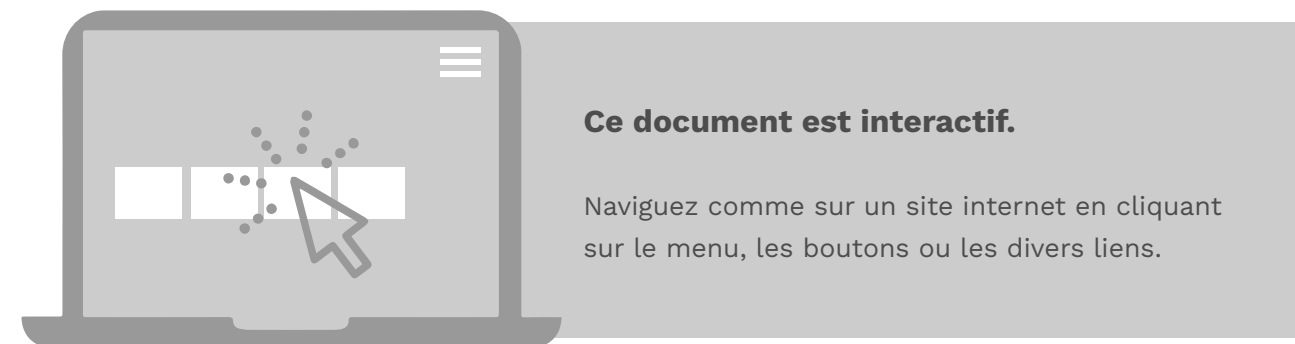 Ce document est interactif.
Naviguez comme sur un site internet en cliquant
sur le menu, les boutons ou les divers liens.